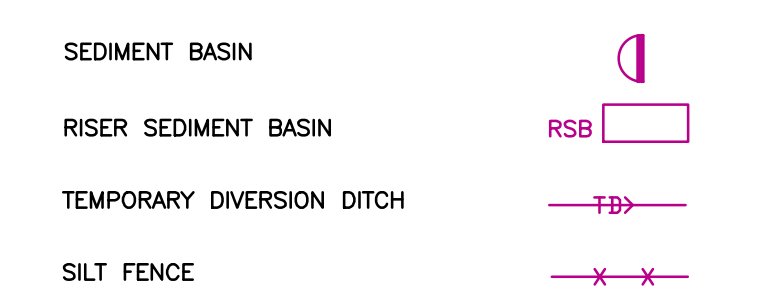 SEDIMENT BASIN
RISER SEDIMENT BASIN RSB
TEMPORARY DIVERSION DITCH TD
SILT FENCE